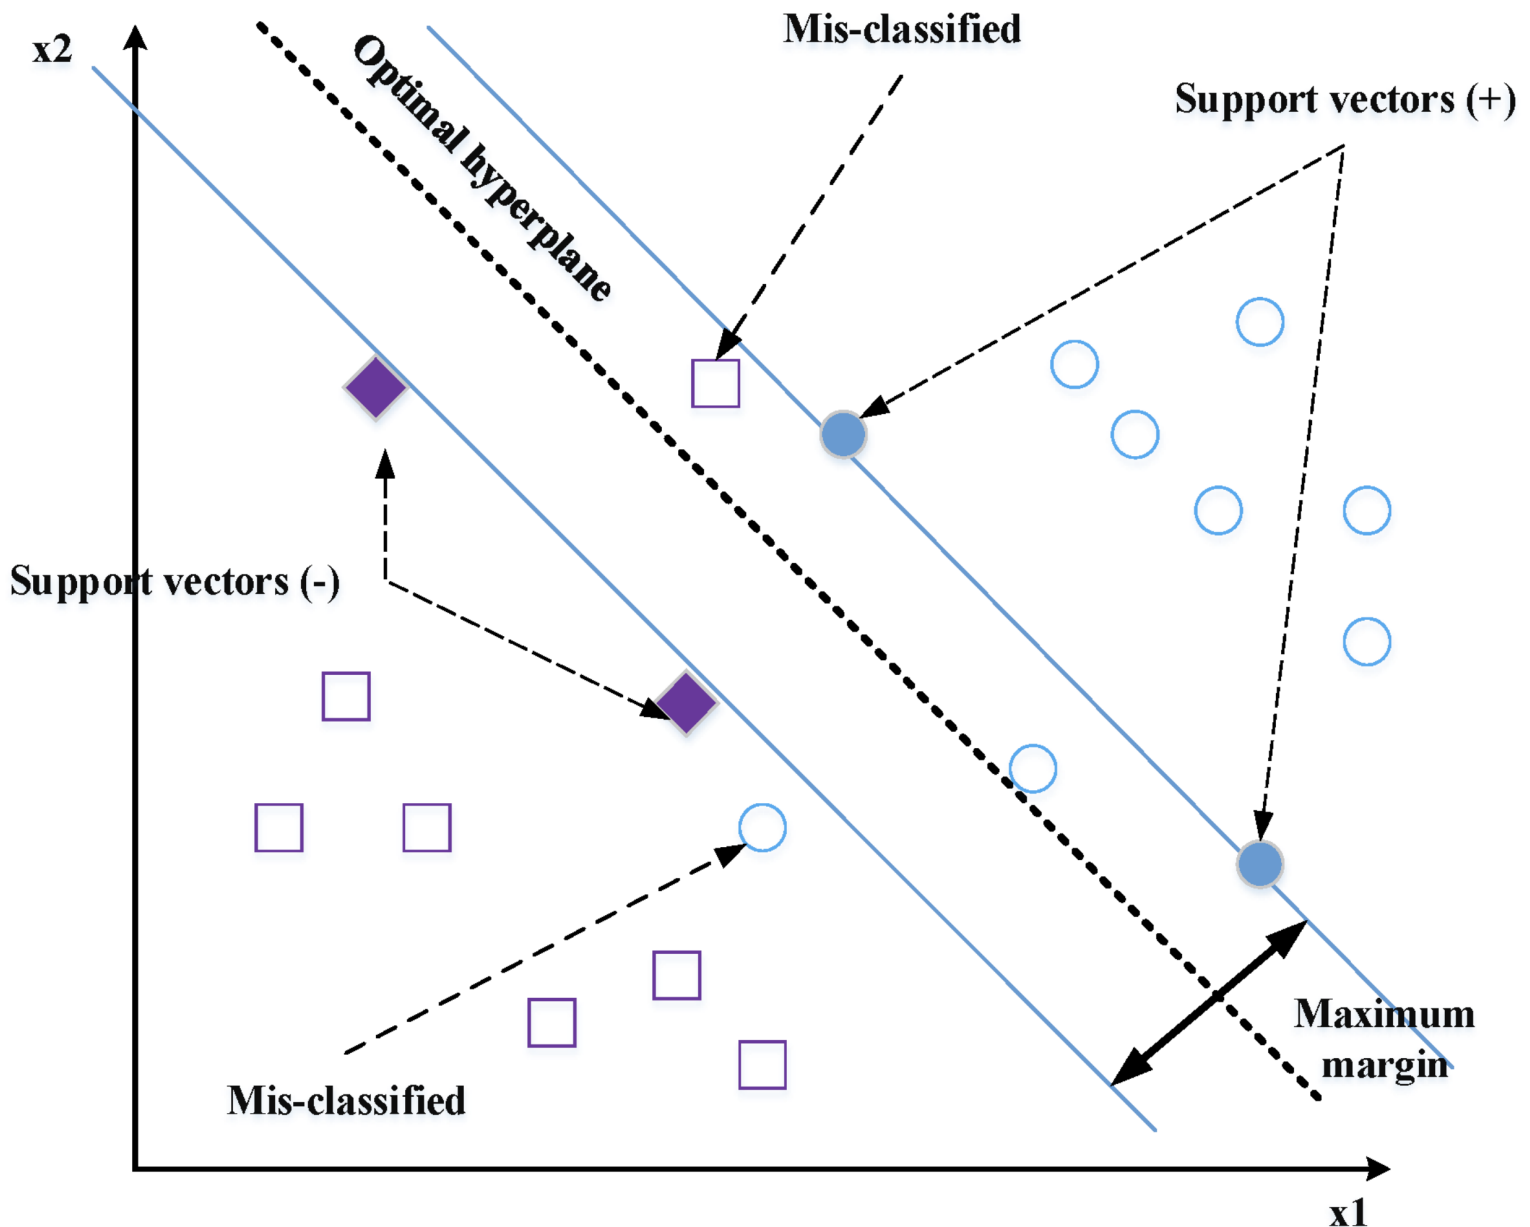 Mis-classified
x2
Optimal hyperplane
Support vectors (+)
Support vectors (-)
Maximum
margin
Mis-classified
x1